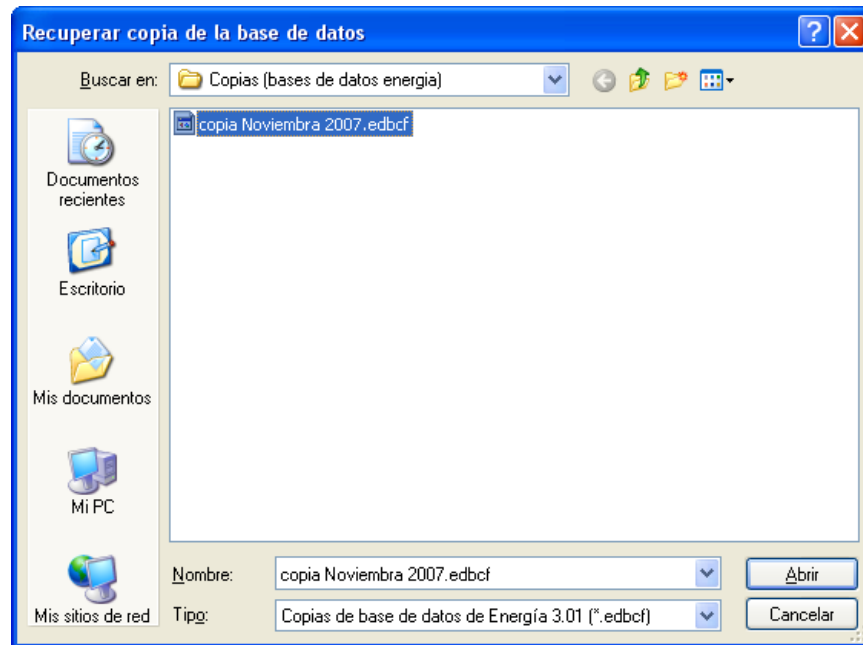 Recuperar copia de la base de datos
Buscar en: Copias (bases de datos energia)
copia Noviembra 2007.edbcf
Documentos
recientes
Escritorio
Mis documentos
Mi PC
Mis sitios de red
Nombre: copia Noviembra 2007.edbcf Abrir
Tipo: Copias de base de datos de Energía 3.01 (*.edbcf) Cancelar